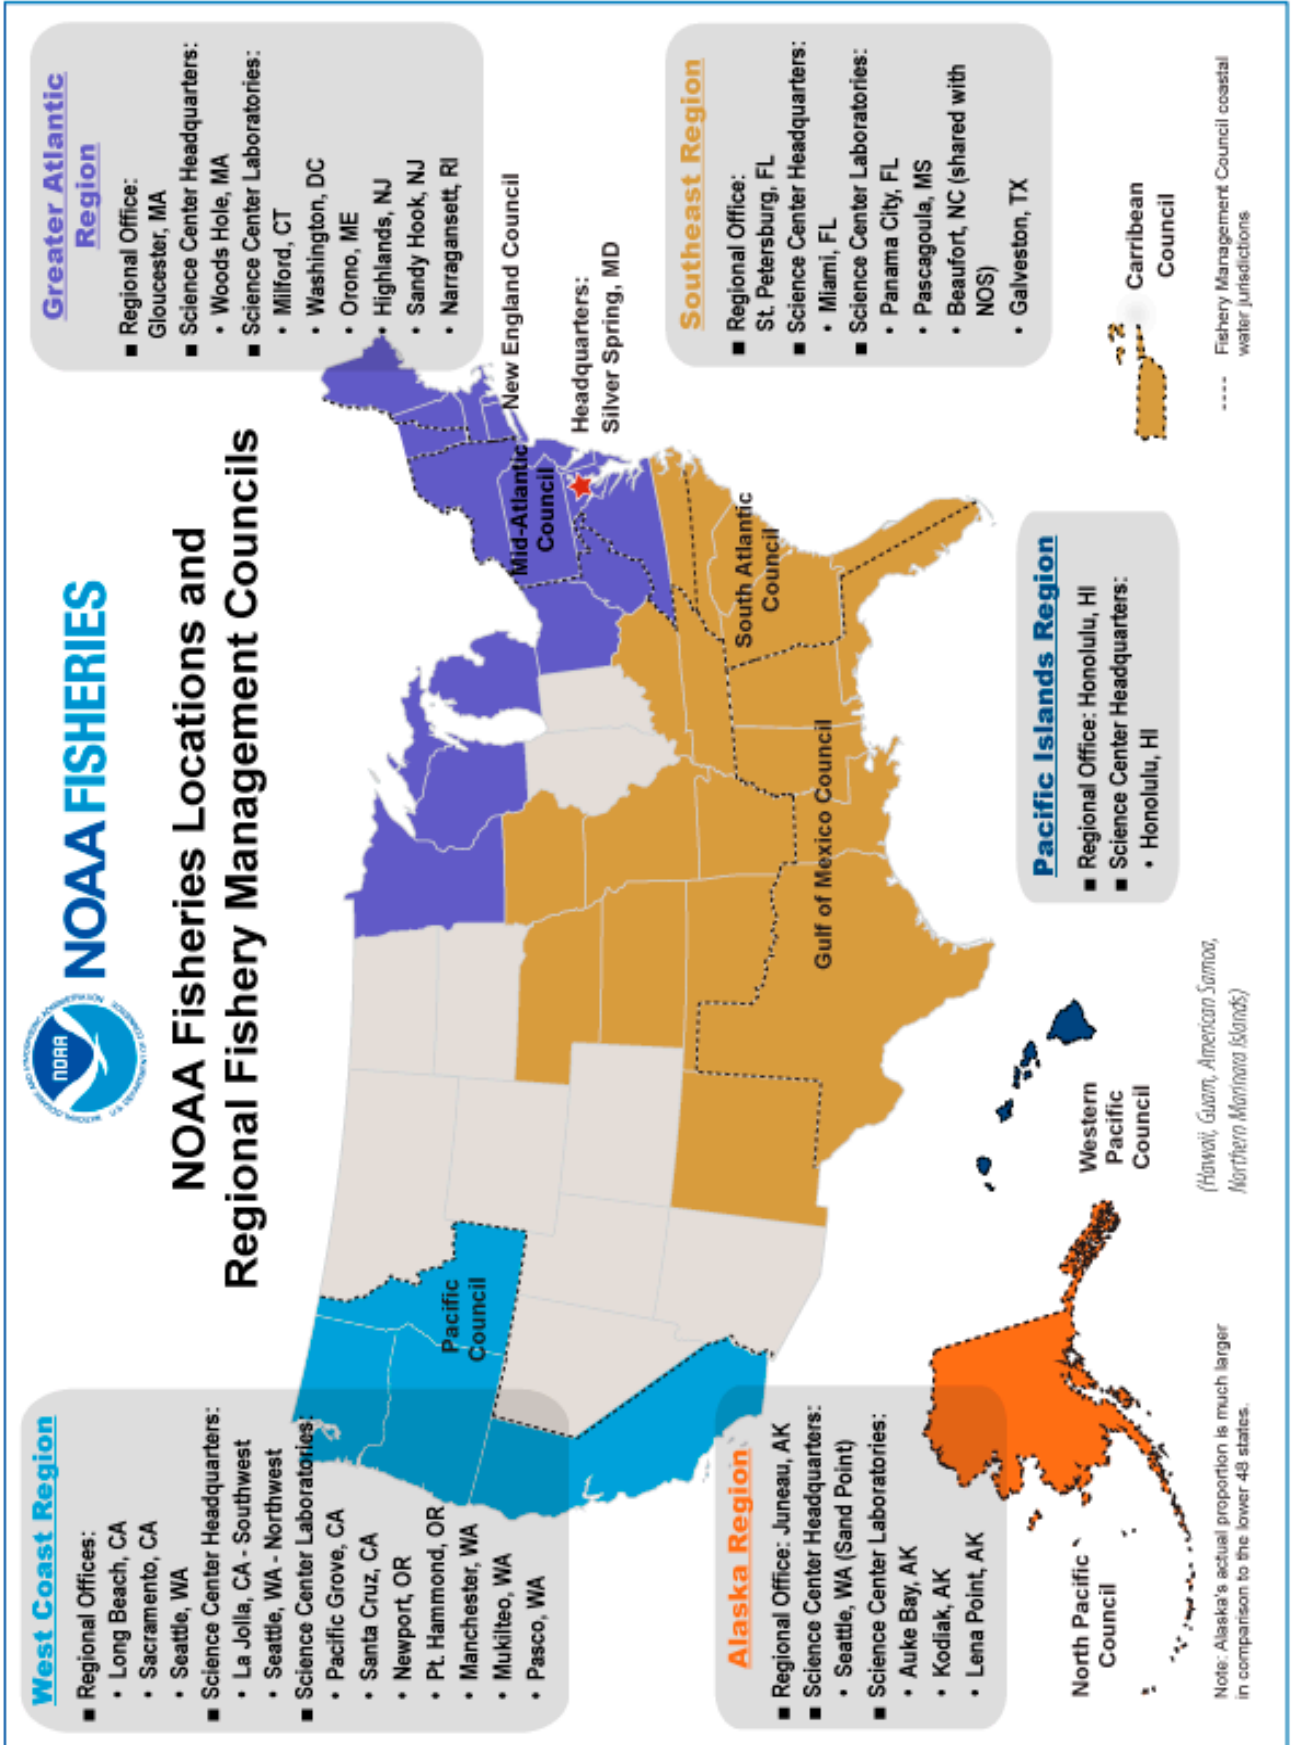 NOAA
NOAA FISHERIES
NOAA Fisheries Locations and
Regional Fishery Management Councils
West Coast Region
■ Regional Offices:
• Long Beach, CA
• Sacramento, CA
• Seattle, WA
■ Science Center Headquarters:
• La Jolla, CA - Southwest
• Seattle, WA - Northwest
■ Science Center Laboratories:
• Pacific Grove, CA
• Santa Cruz, CA
• Newport, OR
• Pt. Hammond, OR
• Manchester, WA
• Mukilteo, WA
• Pasco, WA
Greater Atlantic
Region
■ Regional Office:
Gloucester, MA
■ Science Center Headquarters:
• Woods Hole, MA
■ Science Center Laboratories:
• Milford, CT
• Washington, DC
• Orono, ME
• Highlands, NJ
• Sandy Hook, NJ
• Narragansett, RI
Pacific
Council
Mid-Atlantic
Council
New England Council
Headquarters:
Silver Spring, MD
South Atlantic
Council
Gulf of Mexico Council
Alaska Region
■ Regional Office: Juneau, AK
■ Science Center Headquarters:
• Seattle, WA (Sand Point)
■ Science Center Laboratories:
• Auke Bay, AK
• Kodiak, AK
• Lena Point, AK
Southeast Region
■ Regional Office:
St. Petersburg, FL
■ Science Center Headquarters:
• Miami, FL
■ Science Center Laboratories:
• Panama City, FL
• Pascagoula, MS
• Beaufort, NC (shared with
NOS)
• Galveston, TX
Pacific Islands Region
■ Regional Office: Honolulu, HI
■ Science Center Headquarters:
• Honolulu, HI
North Pacific
Council
Western
Pacific
Council
(Hawaii, Guam, American Samoa,
Northern Marinara Islands)
Carribean
Council
Note: Alaska's actual proportion is much larger
in comparison to the lower 48 states.
---- Fishery Management Council coastal
water jurisdictions